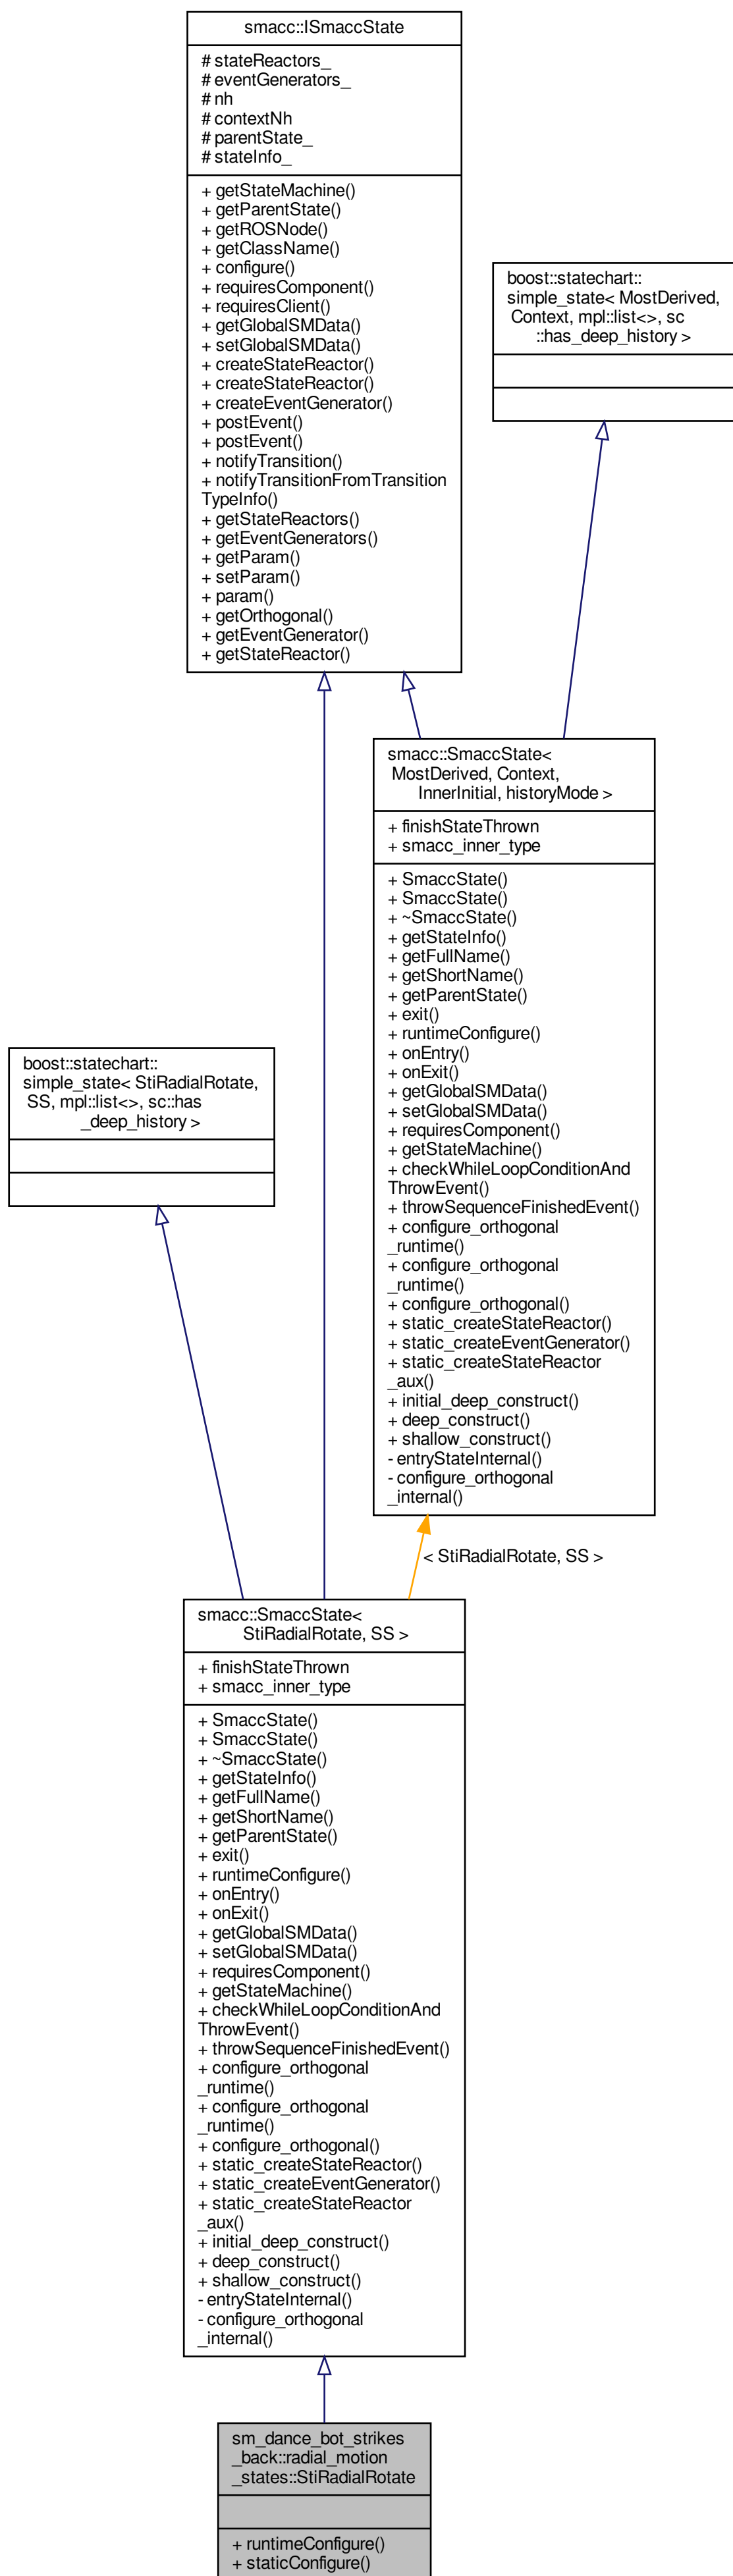 smacc::ISmaccState
# stateReactors_
# eventGenerators_
# nh
# contextNh
# parentState_
# stateInfo_
+ getStateMachine()
+ getParentState()
+ getROSNode()
+ getClassName()
+ configure()
+ requiresComponent()
+ requiresClient()
+ getGlobalSMData()
+ setGlobalSMData()
+ createStateReactor()
+ createStateReactor()
+ createEventGenerator()
+ postEvent()
+ postEvent()
+ notifyTransition()
+ notifyTransitionFromTransition
TypeInfo()
+ getStateReactors()
+ getEventGenerators()
+ getParam()
+ setParam()
+ param()
+ getOrthogonal()
+ getEventGenerator()
+ getStateReactor()
boost::statechart::
simple_state< MostDerived,
Context, mpl::list<>, sc
::has_deep_history >
smacc::SmaccState<
MostDerived, Context,
InnerInitial, historyMode >
+ finishStateThrown
+ smacc_inner_type
+ SmaccState()
+ SmaccState()
+ ~SmaccState()
+ getStateInfo()
+ getFullName()
+ getShortName()
+ getParentState()
+ exit()
+ runtimeConfigure()
+ onEntry()
+ onExit()
+ getGlobalSMData()
+ setGlobalSMData()
+ requiresComponent()
+ getStateMachine()
+ checkWhileLoopConditionAnd
ThrowEvent()
+ throwSequenceFinishedEvent()
+ configure_orthogonal
_runtime()
+ configure_orthogonal
_runtime()
+ configure_orthogonal()
+ static_createStateReactor()
+ static_createEventGenerator()
+ static_createStateReactor
_aux()
+ initial_deep_construct()
+ deep_construct()
+ shallow_construct()
- entryStateInternal()
- configure_orthogonal
_internal()
boost::statechart::
simple_state< StiRadialRotate,
SS, mpl::list<>, sc::has
_deep_history >
< StiRadialRotate, SS >
smacc::SmaccState<
StiRadialRotate, SS >
+ finishStateThrown
+ smacc_inner_type
+ SmaccState()
+ SmaccState()
+ ~SmaccState()
+ getStateInfo()
+ getFullName()
+ getShortName()
+ getParentState()
+ exit()
+ runtimeConfigure()
+ onEntry()
+ onExit()
+ getGlobalSMData()
+ setGlobalSMData()
+ requiresComponent()
+ getStateMachine()
+ checkWhileLoopConditionAnd
ThrowEvent()
+ throwSequenceFinishedEvent()
+ configure_orthogonal
_runtime()
+ configure_orthogonal
_runtime()
+ configure_orthogonal()
+ static_createStateReactor()
+ static_createEventGenerator()
+ static_createStateReactor
_aux()
+ initial_deep_construct()
+ deep_construct()
+ shallow_construct()
- entryStateInternal()
- configure_orthogonal
_internal()
sm_dance_bot_strikes
_back::radial_motion
_states::StiRadialRotate
+ runtimeConfigure()
+ staticConfigure()